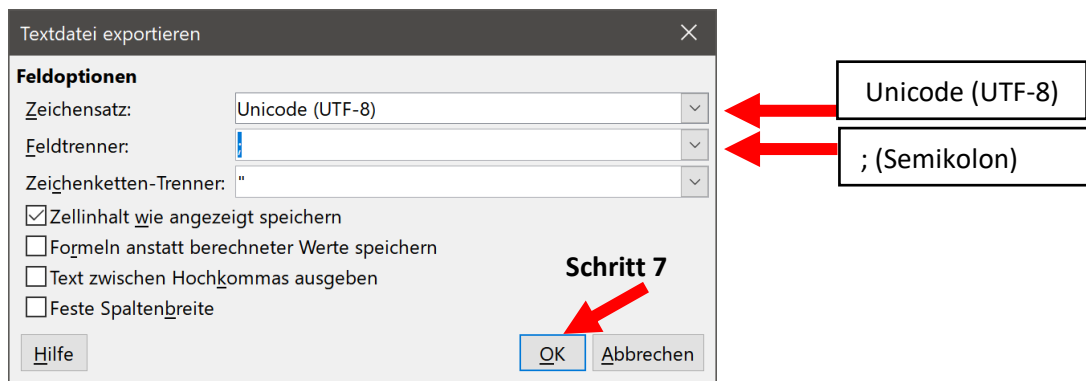 Textdatei exportieren
Feldoptionen
Zeichensatz: Unicode (UTF-8)
Unicode (UTF-8)
Feldtrenner: ;
; (Semikolon)
Zeichenketten-Trenner: "
Zellinhalt wie angezeigt speichern
Formeln anstatt berechneter Werte speichern
Text zwischen Hochkommas ausgeben
Schritt 7
Feste Spaltenbreite
Hilfe OK Abbrechen